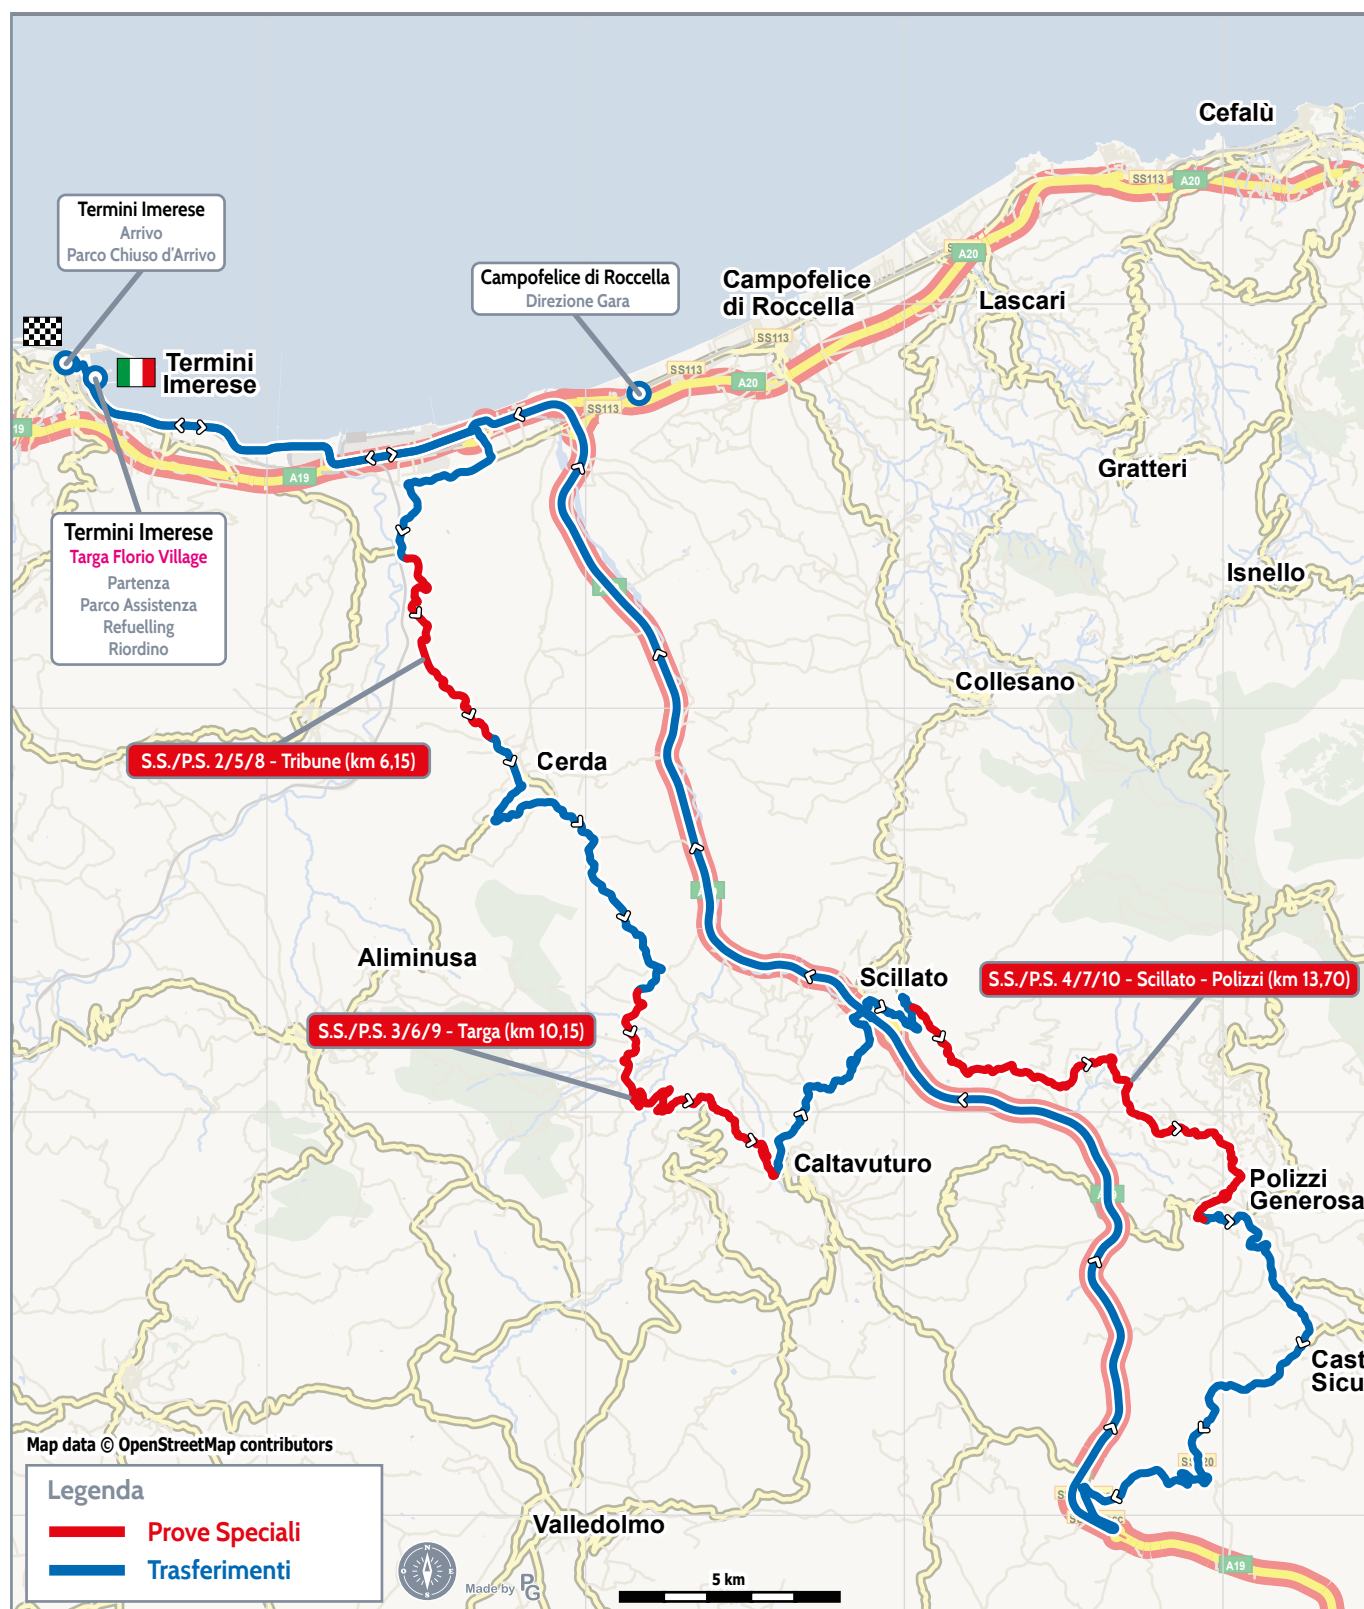 Cefalù
SS113
A20
Termini Imerese
Arrivo
Parco Chiuso d'Arrivo
A20
Campofelice di Roccella
Direzione Gara
Campofelice
di Roccella
Lascari
SS113
Termini
Imerese
SS113
A20
SS113
19
A19
Gratteri
Termini Imerese
Targa Florio Village
Partenza
Parco Assistenza
Refuelling
Riordino
Isnello
Collesano
S.S./P.S. 2/5/8 - Tribune (km 6,15)
Cerda
Aliminusa
Scillato
S.S./P.S. 4/7/10 - Scillato - Polizzi (km 13,70)
S.S./P.S. 3/6/9 - Targa (km 10,15)
Caltavuturo
Polizzi
Generosa
Cast
Sicu
Map data © OpenStreetMap contributors
Legenda
Prove Speciali
Trasferimenti
Valledolmo
N
O
E
S
Made by PG
5 km
A19